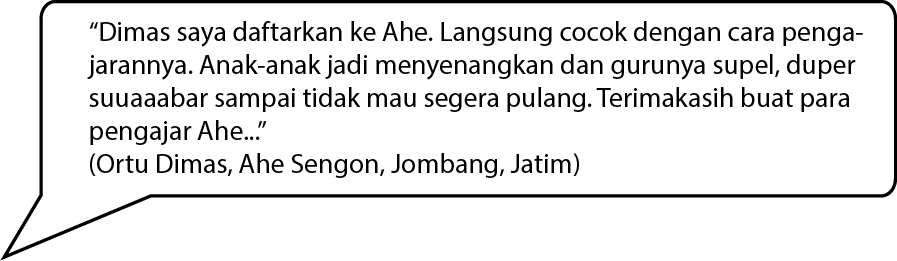 “Dimas saya daftarkan ke Ahe. Langsung cocok dengan cara penga-
jarannya. Anak-anak jadi menyenangkan dan gurunya supel, duper
suuaaabar sampai tidak mau segera pulang. Terimakasih buat para
pengajar Ahe...”
(Ortu Dimas, Ahe Sengon, Jombang, Jatim)